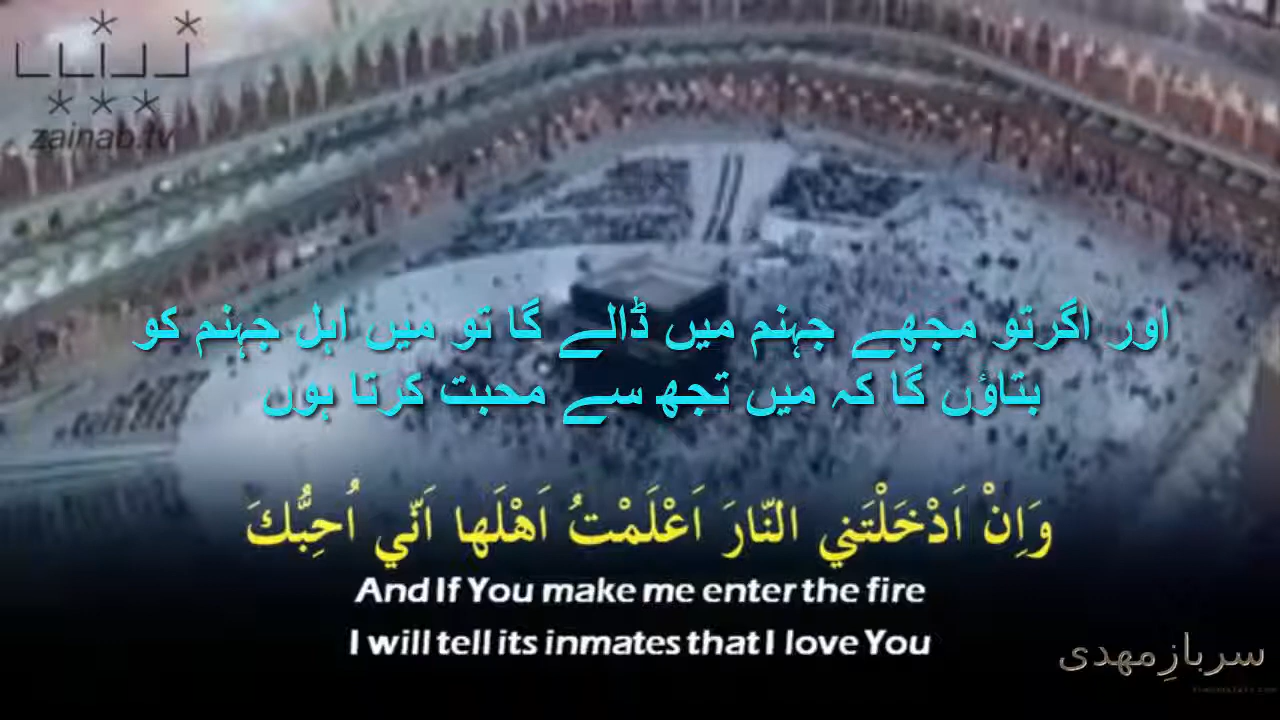 zainab.tv
اور اگرتو مجھے جہنم میں ڈالے گا تو میں اہل جہنم کو
بتاؤں گا کہ میں تجھ سے محبت کرتا ہوں
وَاِنْ اَدْخَلْتَنِي النّارَ اَعْلَمْتُ اَهْلَها اَنّي اُحِبُّكَ
And If You make me enter the fire
I will tell its inmates that I love You
سربازِمهدی